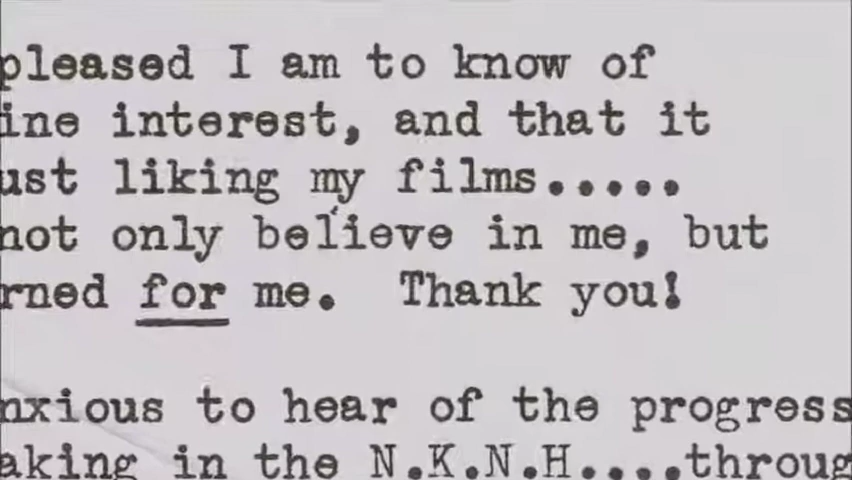 pleased I am to know of
ine interest, and that it
ust liking my films.....
not only believe in me, but
rned for me. Thank you!
nxious to hear of the progress
aking in the N.K.N.H....throug